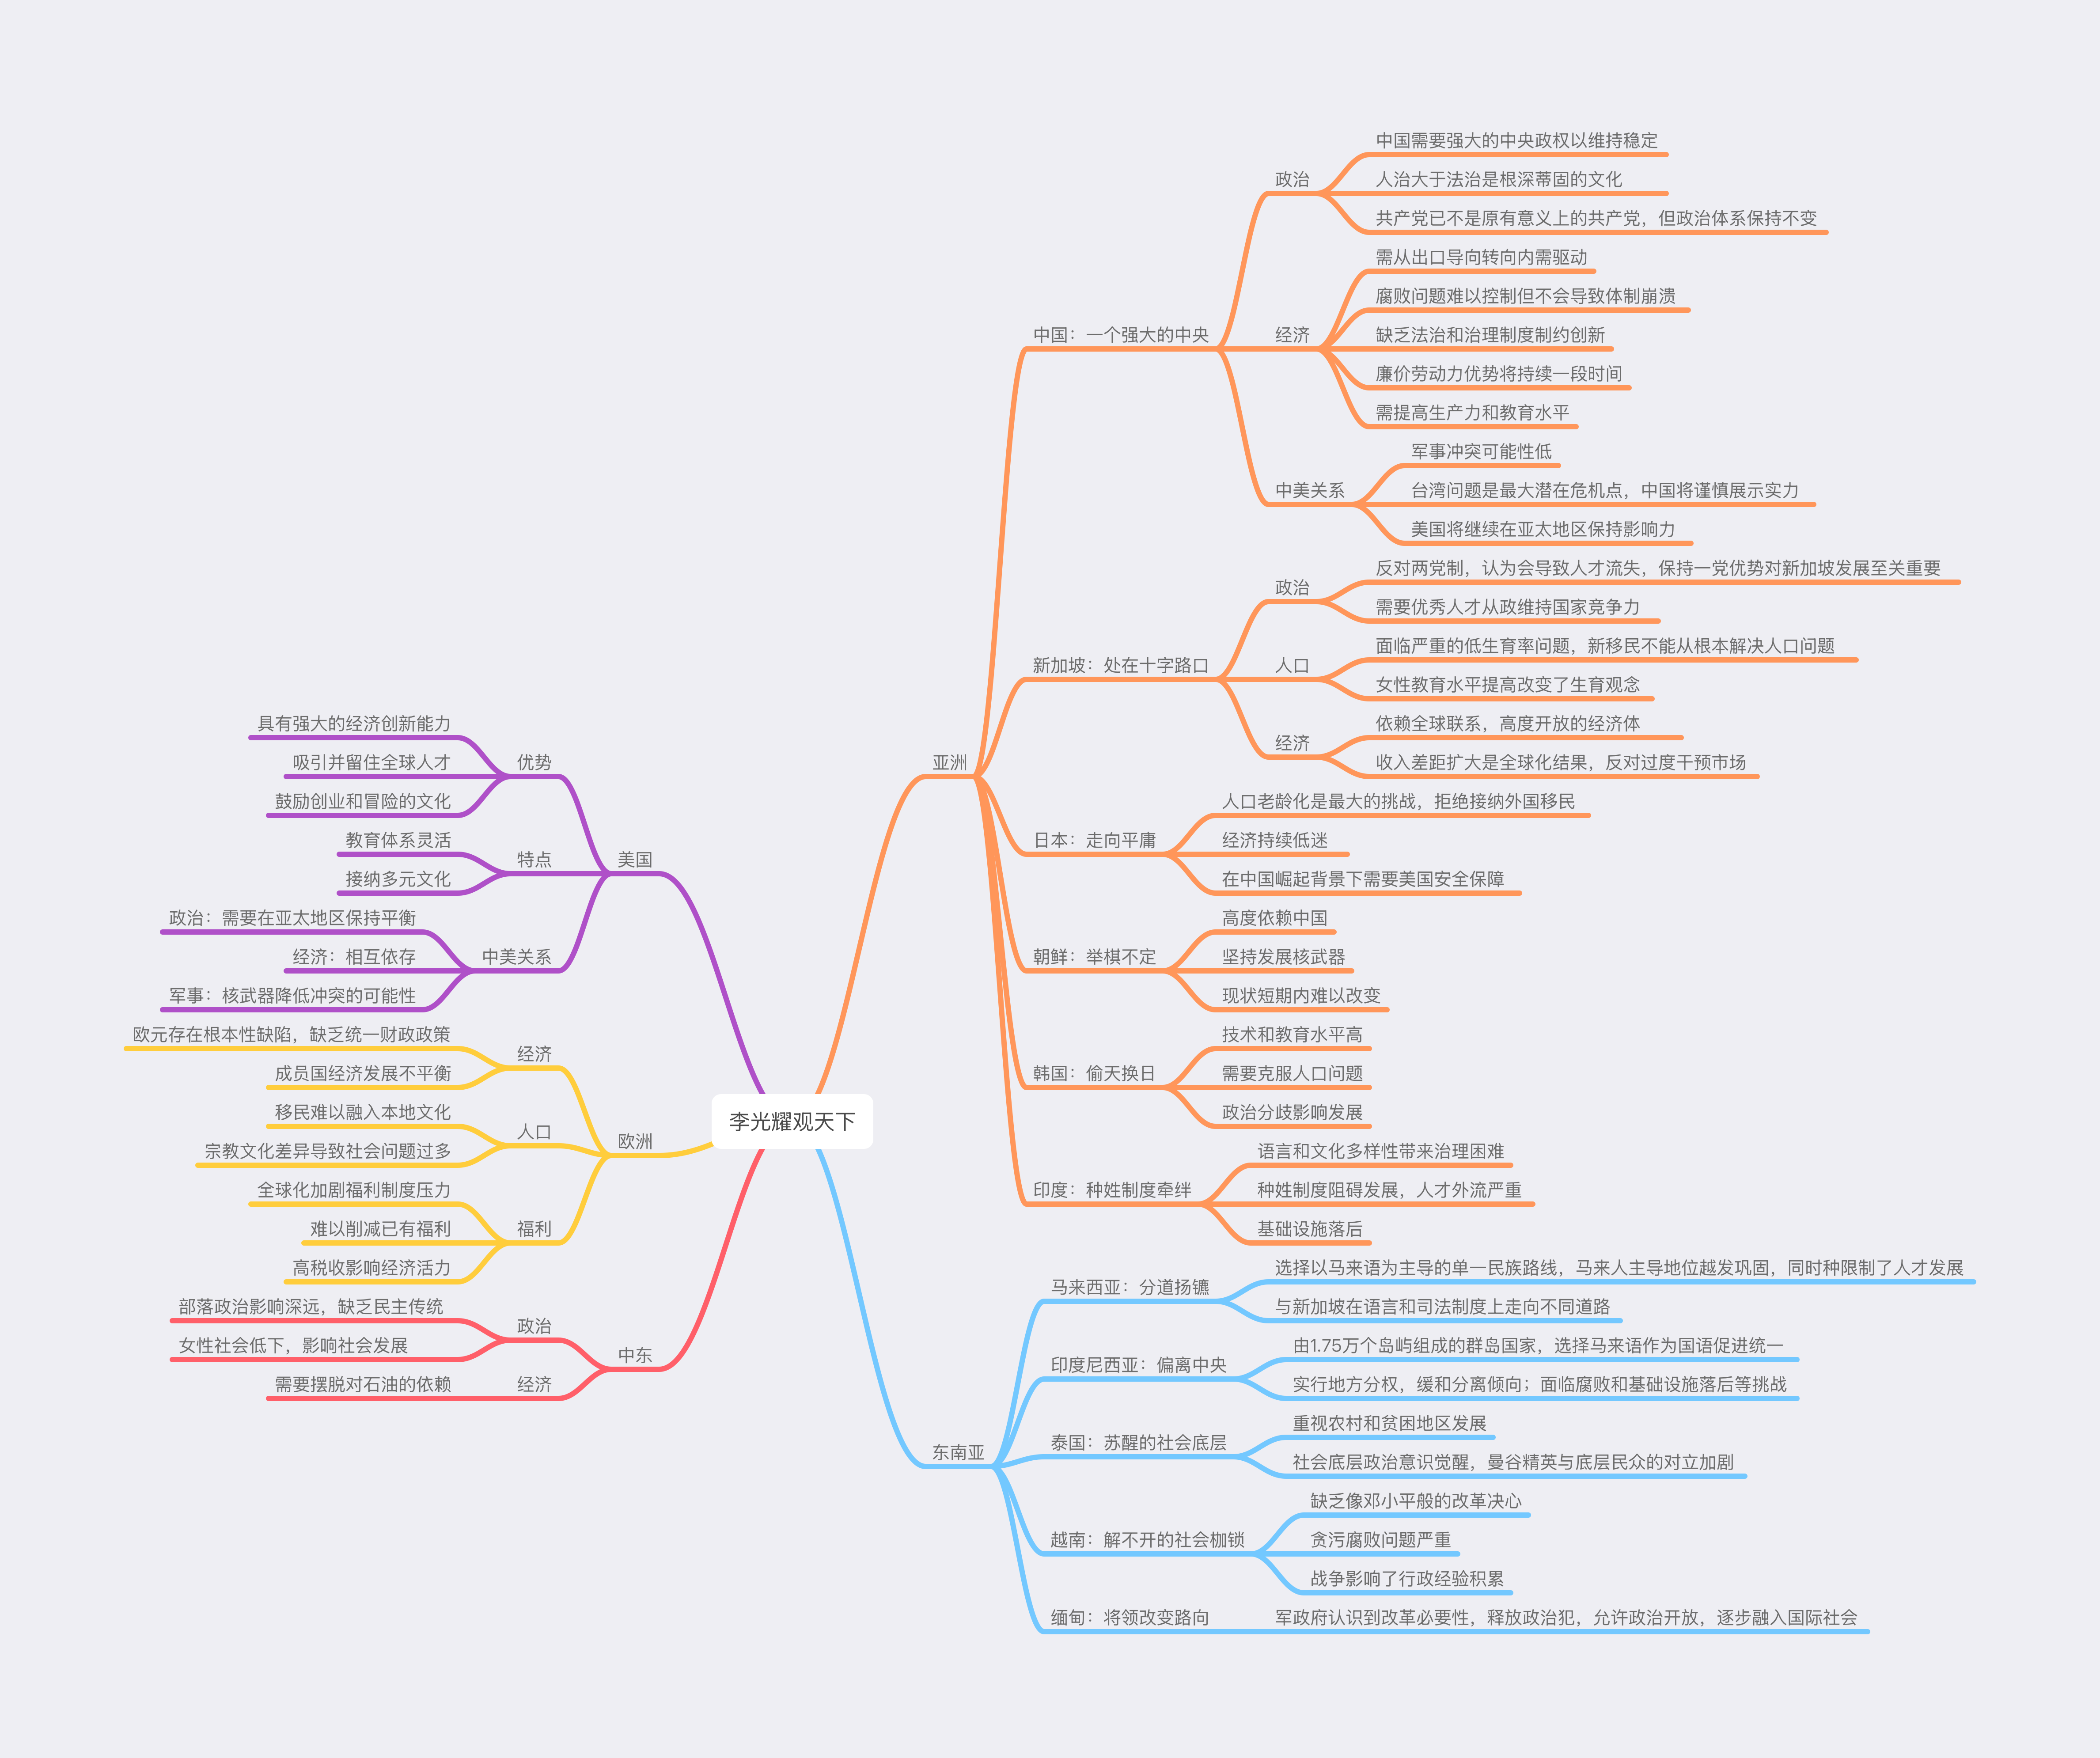 李光耀观天下
亚洲
中国：一个强大的中央
政治
中国需要强大的中央政权以维持稳定
人治大于法治是根深蒂固的文化
共产党已不是原有意义上的共产党，但政治体系保持不变
经济
需从出口导向转向内需驱动
腐败问题难以控制但不会导致体制崩溃
缺乏法治和治理制度制约创新
廉价劳动力优势将持续一段时间
需提高生产力和教育水平
中美关系
军事冲突可能性低
台湾问题是最大潜在危机点，中国将谨慎展示实力
美国将继续在亚太地区保持影响力
新加坡：处在十字路口
政治
反对两党制，认为会导致人才流失，保持一党优势对新加坡发展至关重要
需要优秀人才从政维持国家竞争力
人口
面临严重的低生育率问题，新移民不能从根本解决人口问题
女性教育水平提高改变了生育观念
经济
依赖全球联系，高度开放的经济体
收入差距扩大是全球化结果，反对过度干预市场
日本：走向平庸
人口老龄化是最大的挑战，拒绝接纳外国移民
经济持续低迷
在中国崛起背景下需要美国安全保障
朝鲜：举棋不定
高度依赖中国
坚持发展核武器
现状短期内难以改变
韩国：偷天换日
技术和教育水平高
需要克服人口问题
政治分歧影响发展
印度：种姓制度牵绊
语言和文化多样性带来治理困难
种姓制度阻碍发展，人才外流严重
基础设施落后
东南亚
马来西亚：分道扬镳
选择以马来语为主导的单一民族路线，马来人主导地位越发巩固，同时种限制了人才发展
与新加坡在语言和司法制度上走向不同道路
印度尼西亚：偏离中央
由1.75万个岛屿组成的群岛国家，选择马来语作为国语促进统一
实行地方分权，缓和分离倾向；面临腐败和基础设施落后等挑战
泰国：苏醒的社会底层
重视农村和贫困地区发展
社会底层政治意识觉醒，曼谷精英与底层民众的对立加剧
越南：解不开的社会枷锁
缺乏像邓小平般的改革决心
贪污腐败问题严重
战争影响了行政经验积累
缅甸：将领改变路向
军政府认识到改革必要性，释放政治犯，允许政治开放，逐步融入国际社会
美国
优势
具有强大的经济创新能力
吸引并留住全球人才
鼓励创业和冒险的文化
特点
教育体系灵活
接纳多元文化
中美关系
政治：需要在亚太地区保持平衡
经济：相互依存
军事：核武器降低冲突的可能性
欧洲
经济
欧元存在根本性缺陷，缺乏统一财政政策
成员国经济发展不平衡
人口
移民难以融入本地文化
宗教文化差异导致社会问题过多
福利
全球化加剧福利制度压力
难以削减已有福利
高税收影响经济活力
中东
政治
部落政治影响深远，缺乏民主传统
女性社会低下，影响社会发展
经济
需要摆脱对石油的依赖